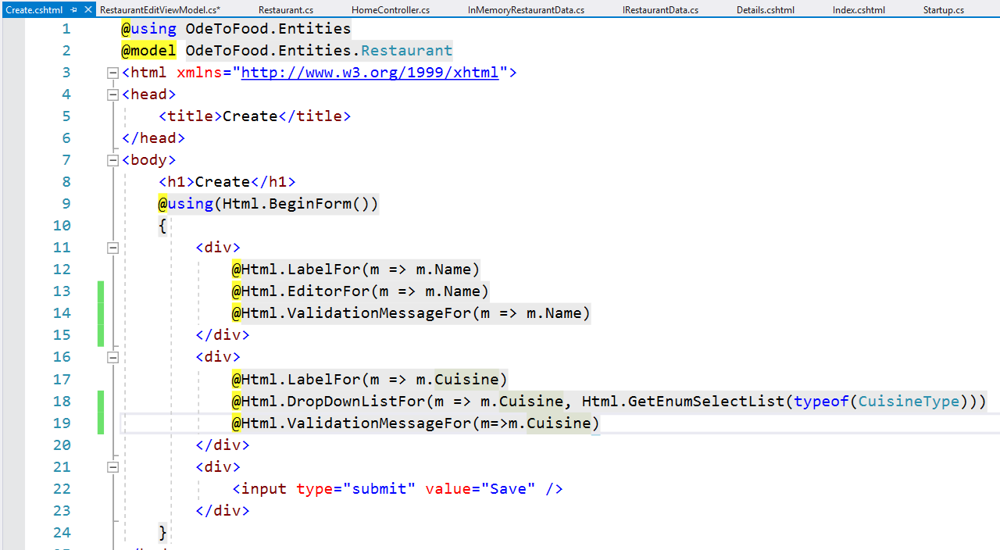 Create.cshtml RestaurantEditViewModel.cs* Restaurant.cs HomeController.cs InMemoryRestaurantData.cs IRestaurantData.cs Details.cshtml Index.cshtml Startup.cs
1 @using OdeToFood.Entities
2 @model OdeToFood.Entities.Restaurant
3 <html xmlns="http://www.w3.org/1999/xhtml">
4 <head>
5 <title>Create</title>
6 </head>
7 <body>
8 <h1>Create</h1>
9 @using(Html.BeginForm())
10 {
11 <div>
12 @Html.LabelFor(m => m.Name)
13 @Html.EditorFor(m => m.Name)
14 @Html.ValidationMessageFor(m => m.Name)
15 </div>
16 <div>
17 @Html.LabelFor(m => m.Cuisine)
18 @Html.DropDownListFor(m => m.Cuisine, Html.GetEnumSelectList(typeof(CuisineType)))
19 @Html.ValidationMessageFor(m=>m.Cuisine)
20 </div>
21 <div>
22 <input type="submit" value="Save" />
23 </div>
24 }